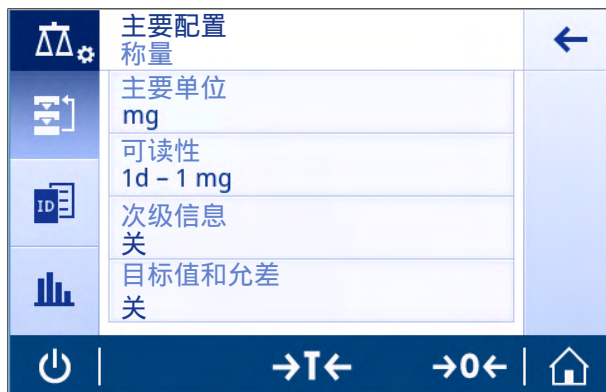 主要配置
称量
主要单位
mg
可读性
1d – 1 mg
次级信息
关
目标值和允差
关
ID
→T←
→0←